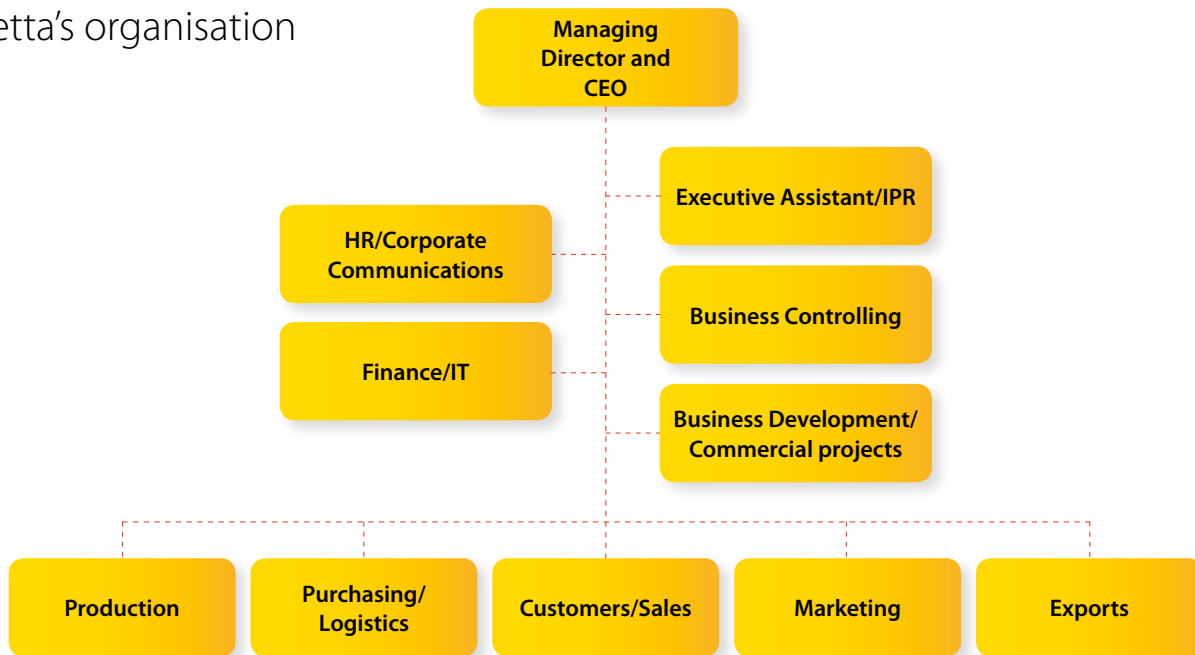 etta’s organisation
Managing
Director and
CEO
Executive Assistant/IPR
HR/Corporate
Communications
Business Controlling
Finance/IT
Business Development/
Commercial projects
Production
Purchasing/
Logistics
Customers/Sales
Marketing
Exports